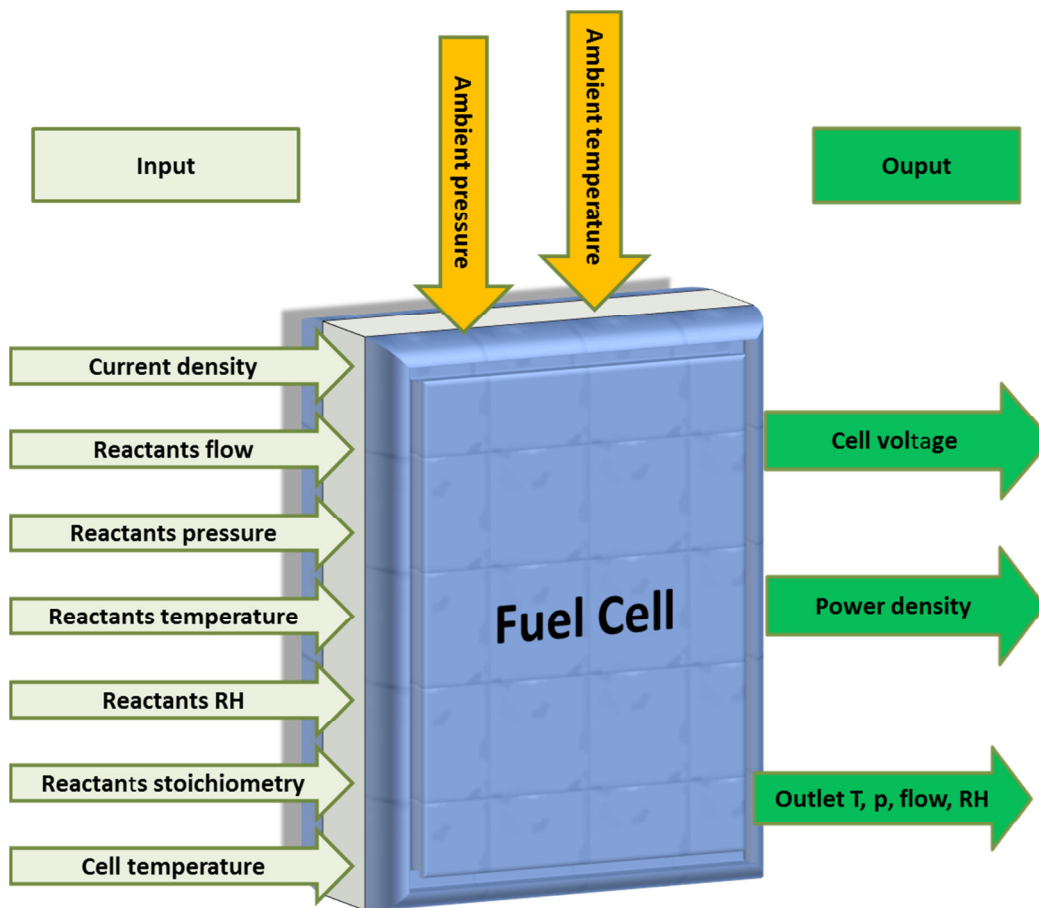 Ambient pressure
Ambient temperature
Input
Ouput
Current density
Reactants flow
Reactants pressure
Reactants temperature
Reactants RH
Reactants stoichiometry
Cell temperature
Fuel Cell
Cell voltage
Power density
Outlet T, p, flow, RH